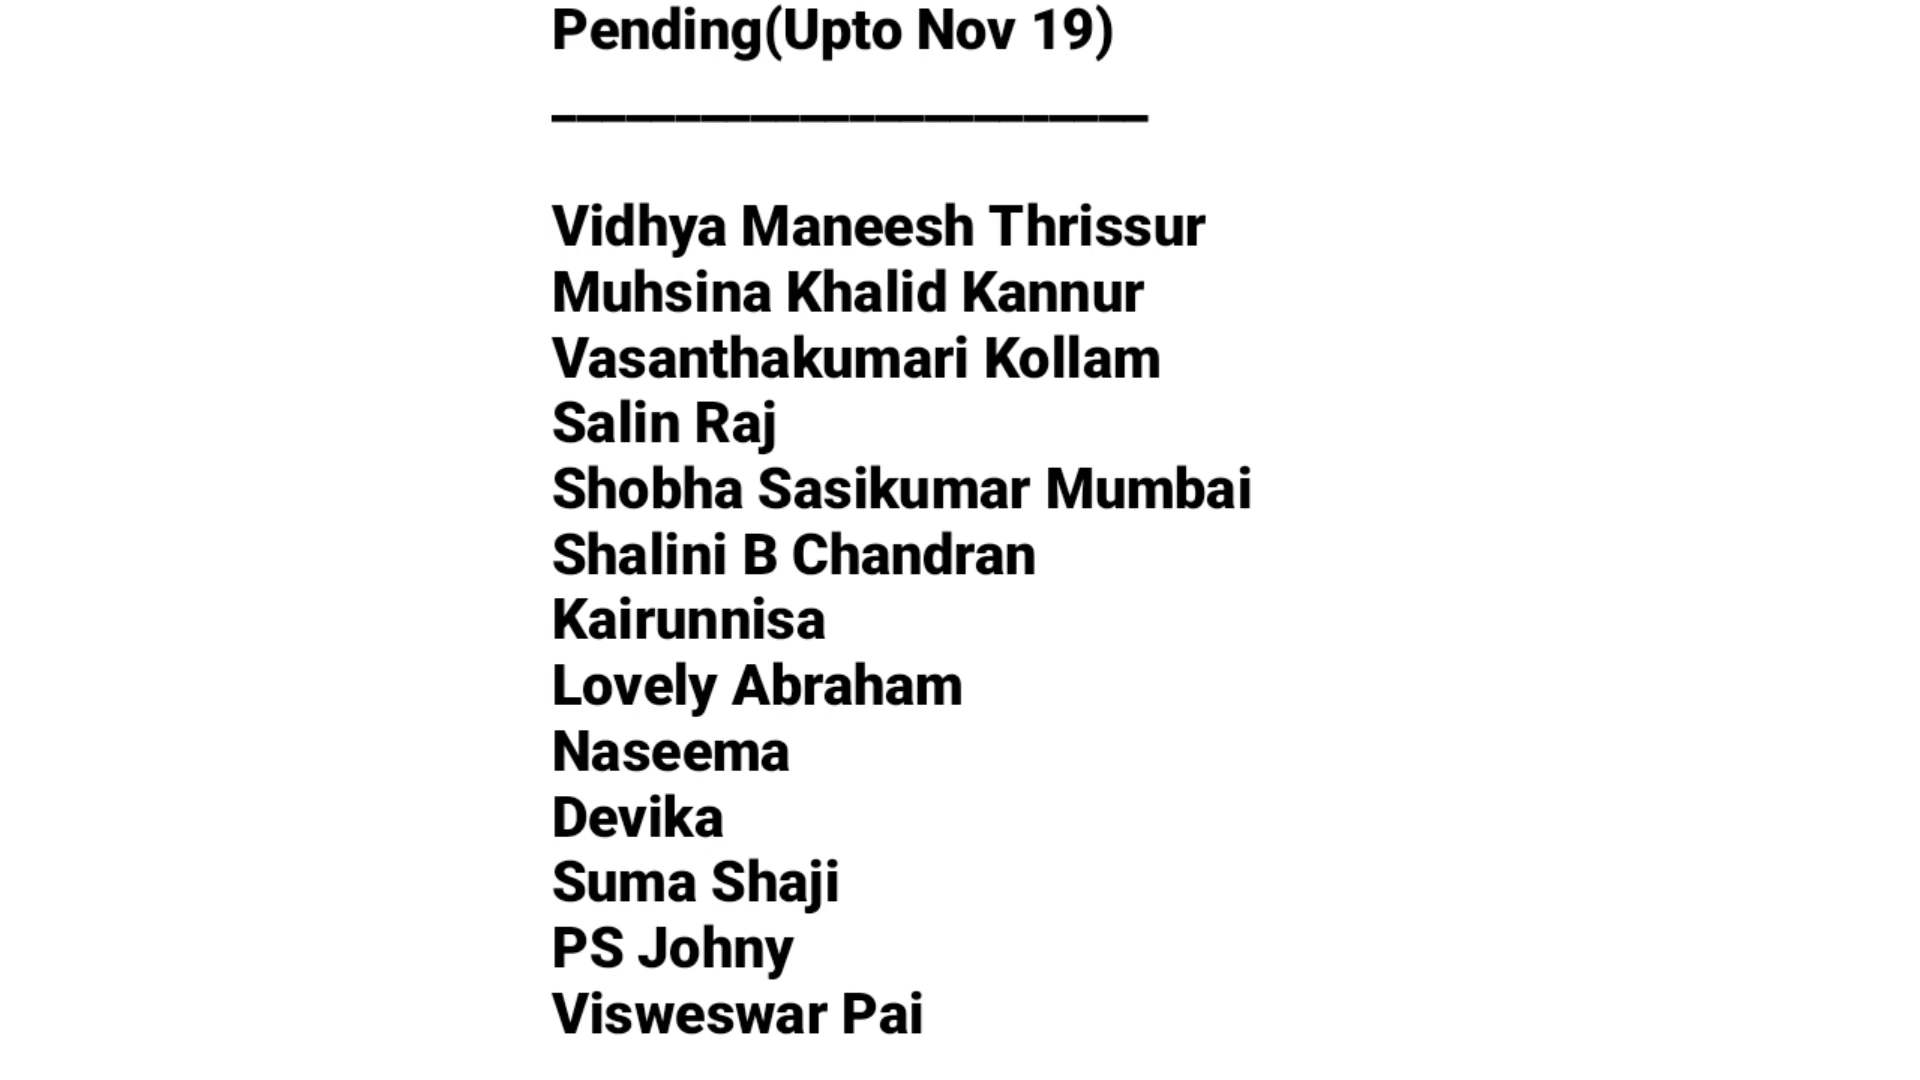 Pending(Upto Nov 19)
________________________
Vidhya Maneesh Thrissur
Muhsina Khalid Kannur
Vasanthakumari Kollam
Salin Raj
Shobha Sasikumar Mumbai
Shalini B Chandran
Kairunnisa
Lovely Abraham
Naseema
Devika
Suma Shaji
PS Johny
Visweswar Pai